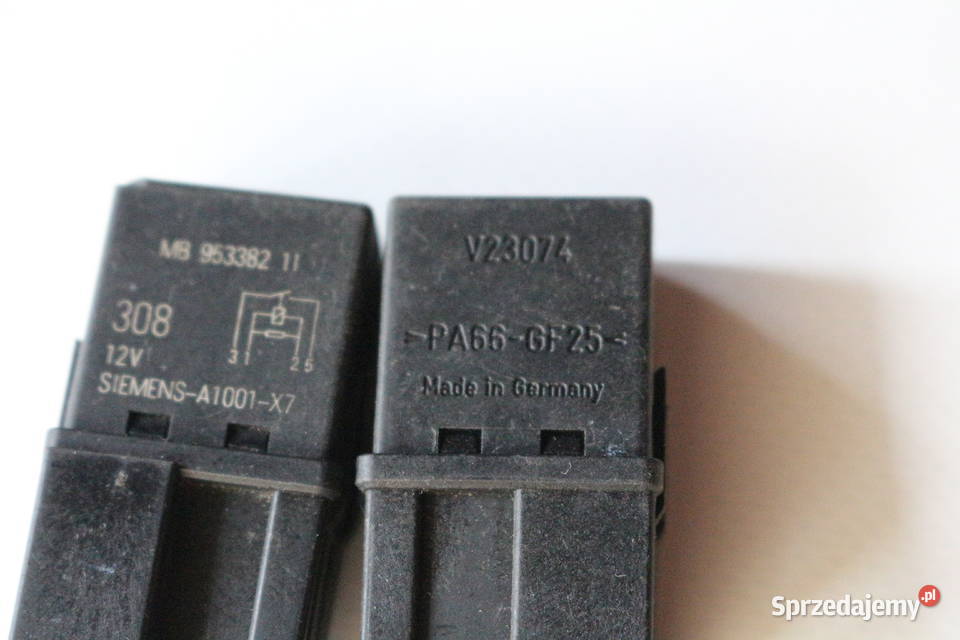 MB 953382 11
308
12V
31 25
SIEMENS-A1001-X7
V23074
>PA66-GF25<
Made in Germany
Sprzedajemy.pl